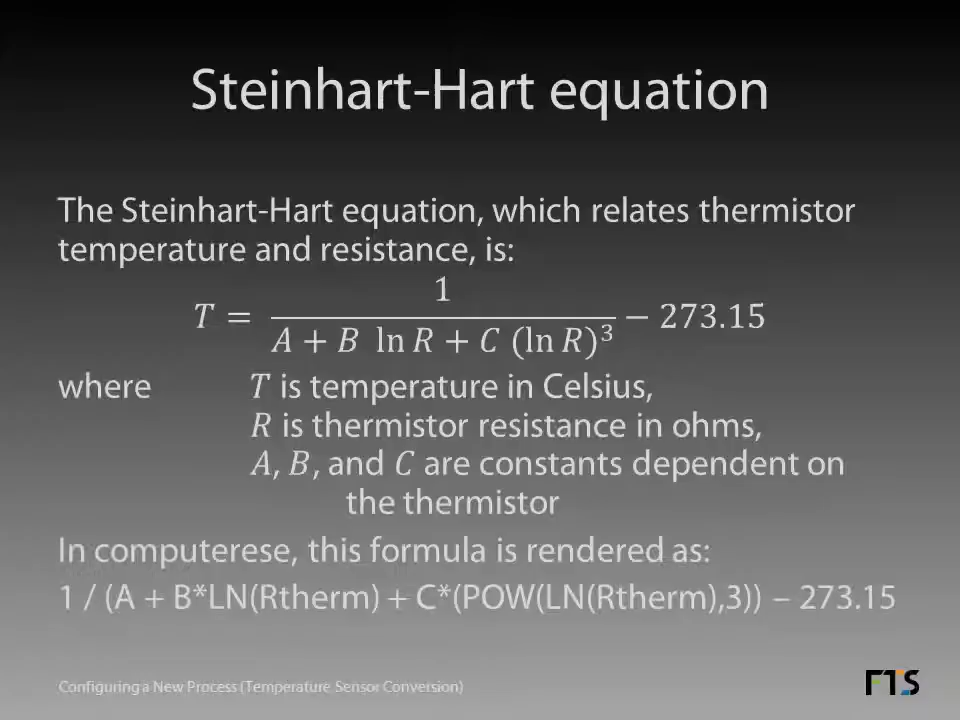 Steinhart-Hart equation
The Steinhart-Hart equation, which relates thermistor
temperature and resistance, is:
T = 1 / (A + B ln R + C (ln R)³) − 273.15
where T is temperature in Celsius,
R is thermistor resistance in ohms,
A, B, and C are constants dependent on
the thermistor
In computerese, this formula is rendered as:
1 / (A + B*LN(Rtherm) + C*(POW(LN(Rtherm),3)) – 273.15
Configuring a New Process (Temperature Sensor Conversion)
FTS